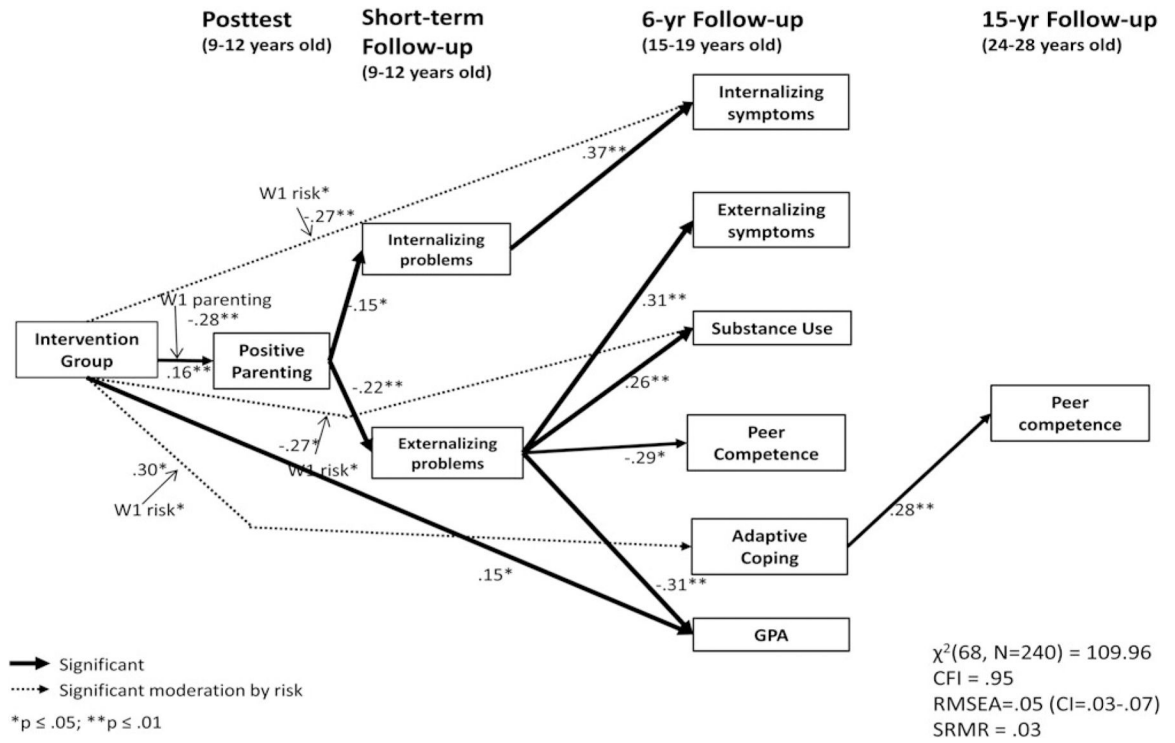 Posttest
(9-12 years old)
Short-term
Follow-up
(9-12 years old)
6-yr Follow-up
(15-19 years old)
15-yr Follow-up
(24-28 years old)
Internalizing
symptoms
.37**
W1 risk*
-.27**
Externalizing
symptoms
Internalizing
problems
W1 parenting
-.28**
-.15*
.31**
Intervention
Group
.16**
Positive
Parenting
Substance Use
-.22**
.26**
Peer
competence
-.27*
W1 risk*
Externalizing
problems
Peer
Competence
-.29*
.30*
W1 risk*
Adaptive
Coping
.28**
.15*
-.31**
GPA
Significant
Significant moderation by risk
*p ≤ .05; **p ≤ .01
χ²(68, N=240) = 109.96
CFI = .95
RMSEA=.05 (CI=.03-.07)
SRMR = .03